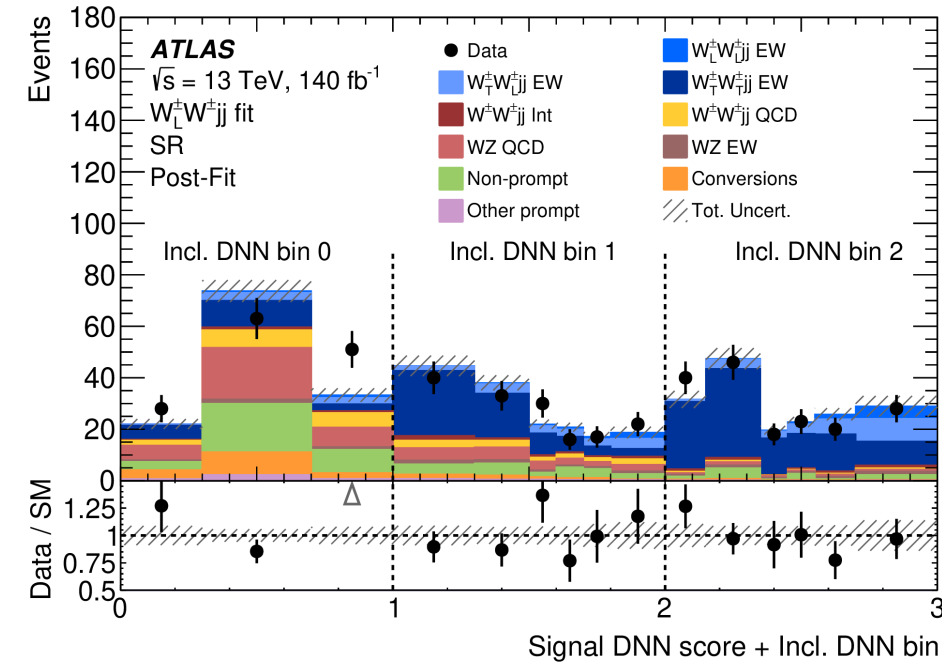 Events
180
160
140
120
100
80
60
40
20
0
ATLAS
√s = 13 TeV, 140 fb⁻¹
W±LW±jj fit
SR
Post-Fit
Data
W±LW±Ljj EW
W±TW±Ljj EW
W±TW±Tjj EW
W±W±jj Int
W±W±jj QCD
WZ QCD
WZ EW
Non-prompt
Conversions
Other prompt
Tot. Uncert.
Incl. DNN bin 0
Incl. DNN bin 1
Incl. DNN bin 2
Data / SM
1.25
1
0.75
0.5
0 1 2 3
Signal DNN score + Incl. DNN bin